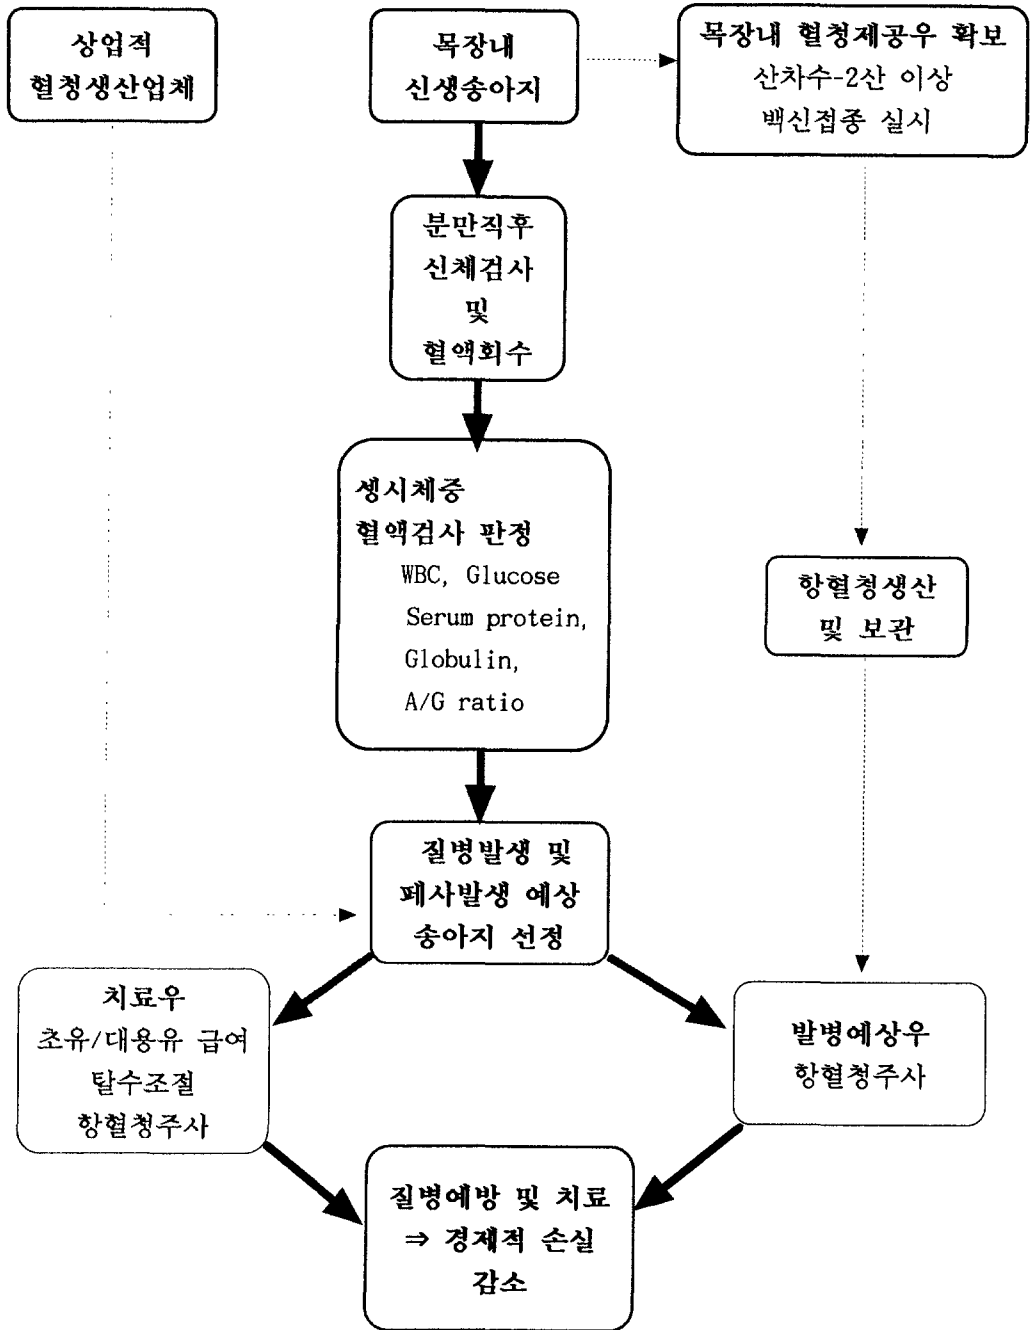 상업적
혈청생산업체
목장내
신생송아지
목장내 혈청제공우 확보
산차수-2산 이상
백신접종 실시
분만직후
신체검사
및
혈액회수
생시체중
혈액검사 판정
WBC, Glucose
Serum protein,
Globulin,
A/G ratio
항혈청생산
및 보관
질병발생 및
폐사발생 예상
송아지 선정
치료우
초유/대용유 급여
탈수조절
항혈청주사
발병예상우
항혈청주사
질병예방 및 치료
⇒ 경제적 손실
감소